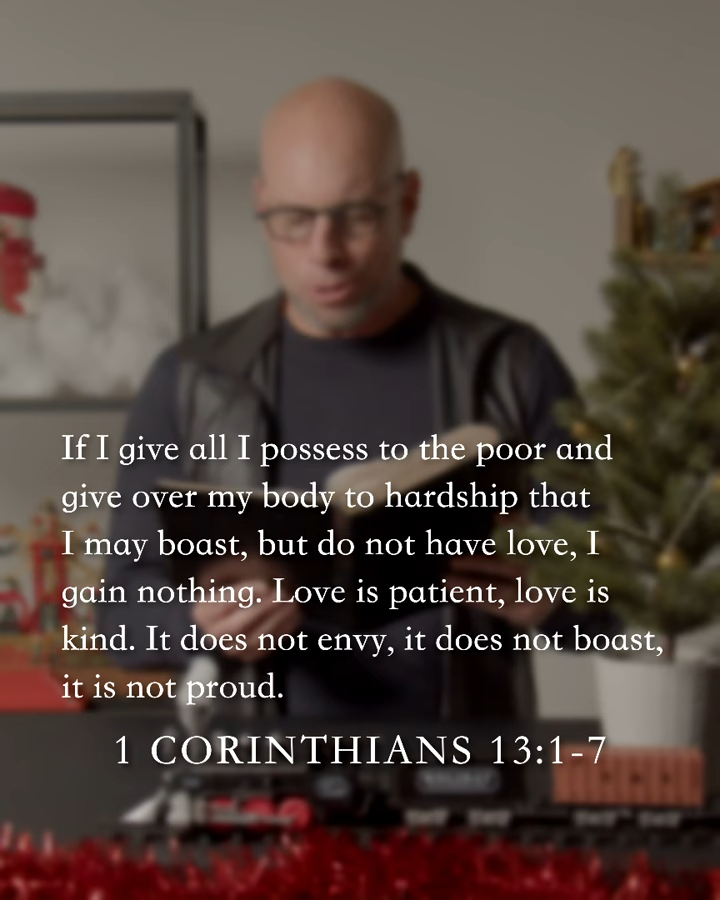 If I give all I possess to the poor and
give over my body to hardship that
I may boast, but do not have love, I
gain nothing. Love is patient, love is
kind. It does not envy, it does not boast,
it is not proud.
1 CORINTHIANS 13:1-7